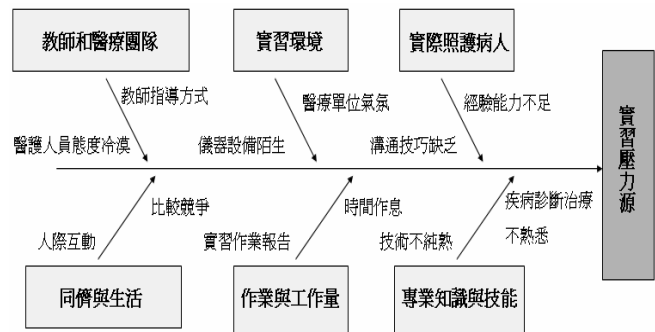 教師和醫療團隊
實習環境
實際照護病人
教師指導方式
醫療單位氣氛
經驗能力不足
醫護人員態度冷漠
儀器設備陌生
溝通技巧缺乏
實習壓力源
比較競爭
時間作息
疾病診斷治療
不熟悉
人際互動
實習作業報告
技術不純熟
同儕與生活
作業與工作量
專業知識與技能